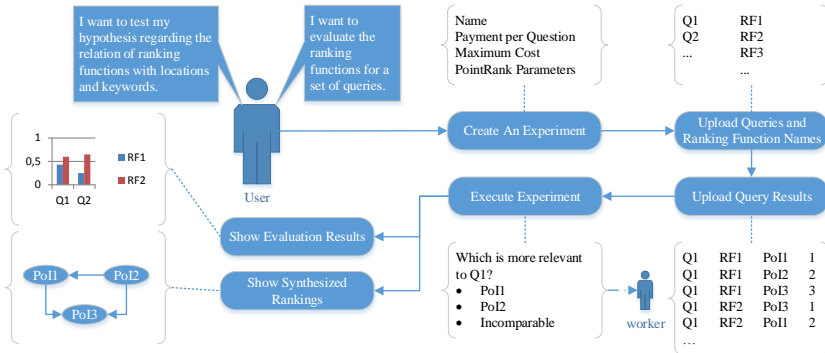 I want to test my
hypothesis regarding the
relation of ranking
functions with locations
and keywords.
I want to
evaluate the
ranking
functions for a
set of queries.
Name
Payment per Question
Maximum Cost
PointRank Parameters
Q1 RF1
Q2 RF2
... RF3
...
User
Create An Experiment
Upload Queries and
Ranking Function Names
1
0,5
0
Q1 Q2
RF1
RF2
Execute Experiment
Upload Query Results
Show Evaluation Results
Show Synthesized
Rankings
PoI1
PoI2
PoI3
Which is more relevant
to Q1?
• PoI1
• PoI2
• Incomparable
worker
Q1 RF1 PoI1 1
Q1 RF1 PoI2 2
Q1 RF1 PoI3 3
Q1 RF2 PoI3 1
Q1 RF2 PoI1 2
...